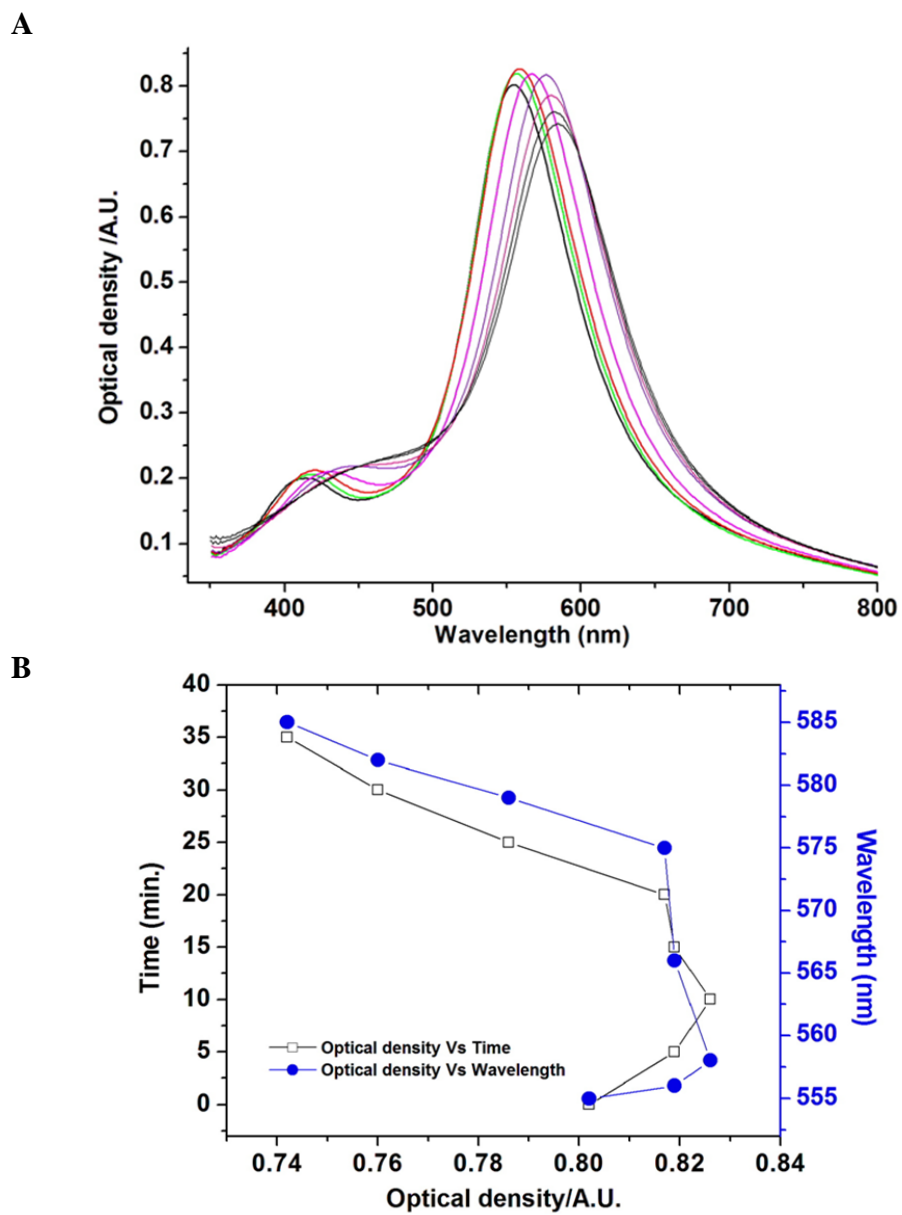 A
Optical density /A.U.
0.8
0.7
0.6
0.5
0.4
0.3
0.2
0.1
400 500 600 700 800
Wavelength (nm)
B
Time (min.)
40
35
30
25
20
15
10
5
0
Optical density Vs Time
Optical density Vs Wavelength
585
580
575
570
565
560
555
Wavelength (nm)
0.74 0.76 0.78 0.80 0.82 0.84
Optical density/A.U.